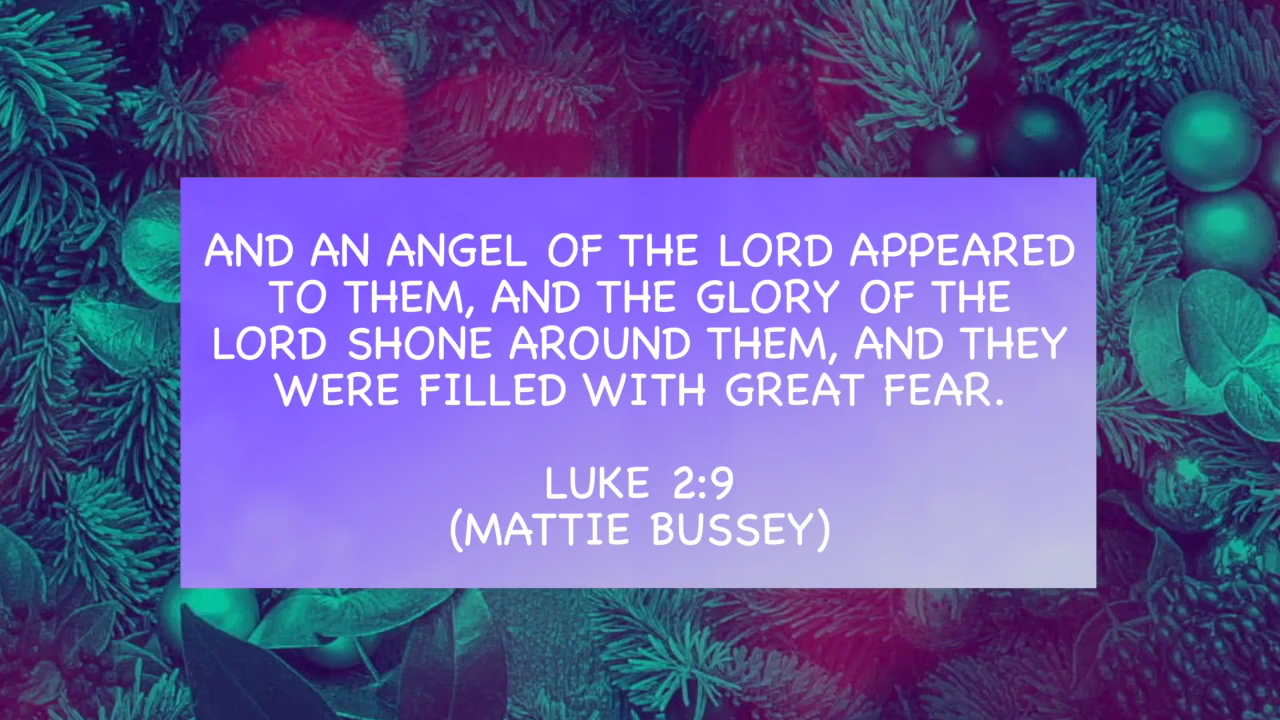 AND AN ANGEL OF THE LORD APPEARED
TO THEM, AND THE GLORY OF THE
LORD SHONE AROUND THEM, AND THEY
WERE FILLED WITH GREAT FEAR.
LUKE 2:9
(MATTIE BUSSEY)